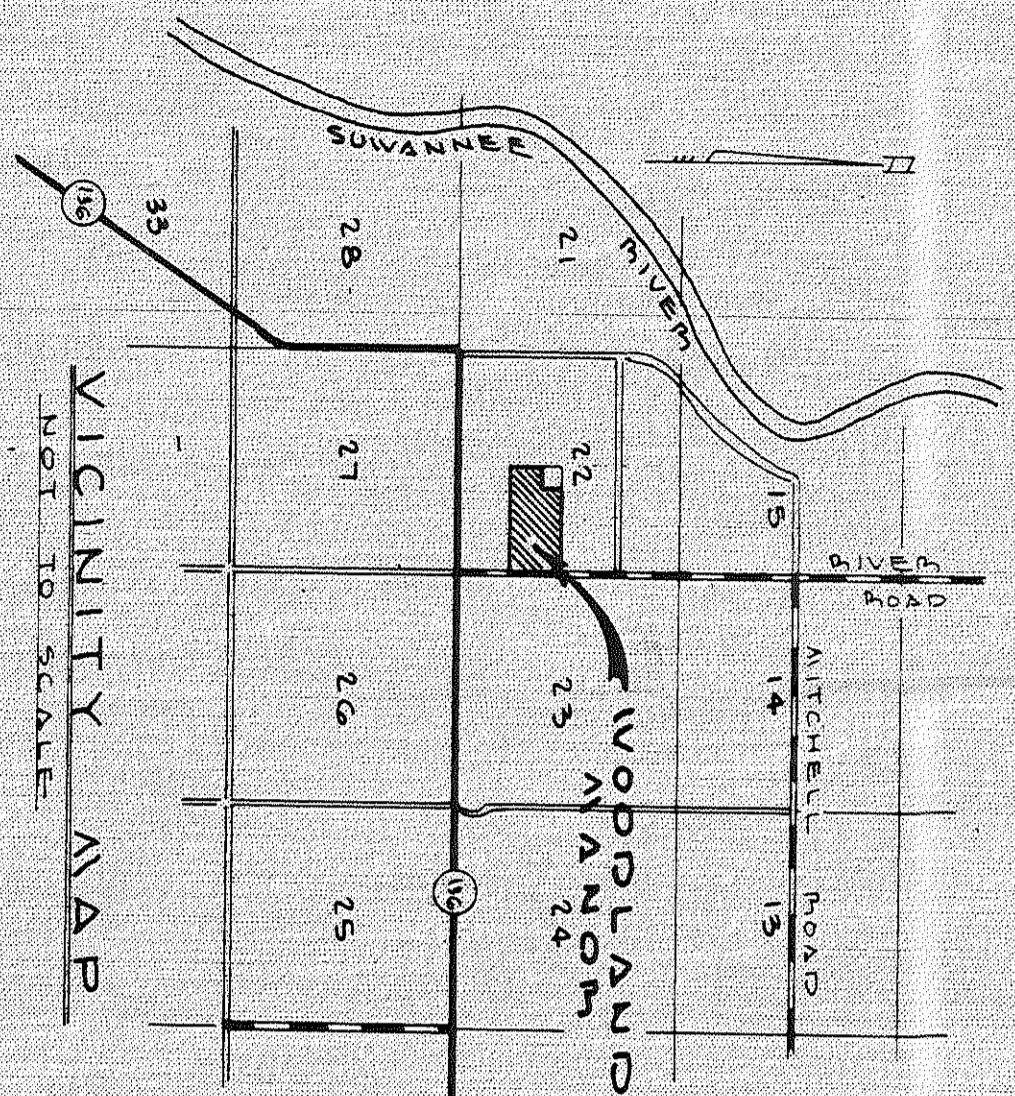 N
SUWANNEE
RIVER
RIVER
ROAD
MITCHELL ROAD
15
14
13
21
22
23
24
WOODLAND
MANOR
28
27
26
25
33
136
136
VICINITY MAP
NOT TO SCALE